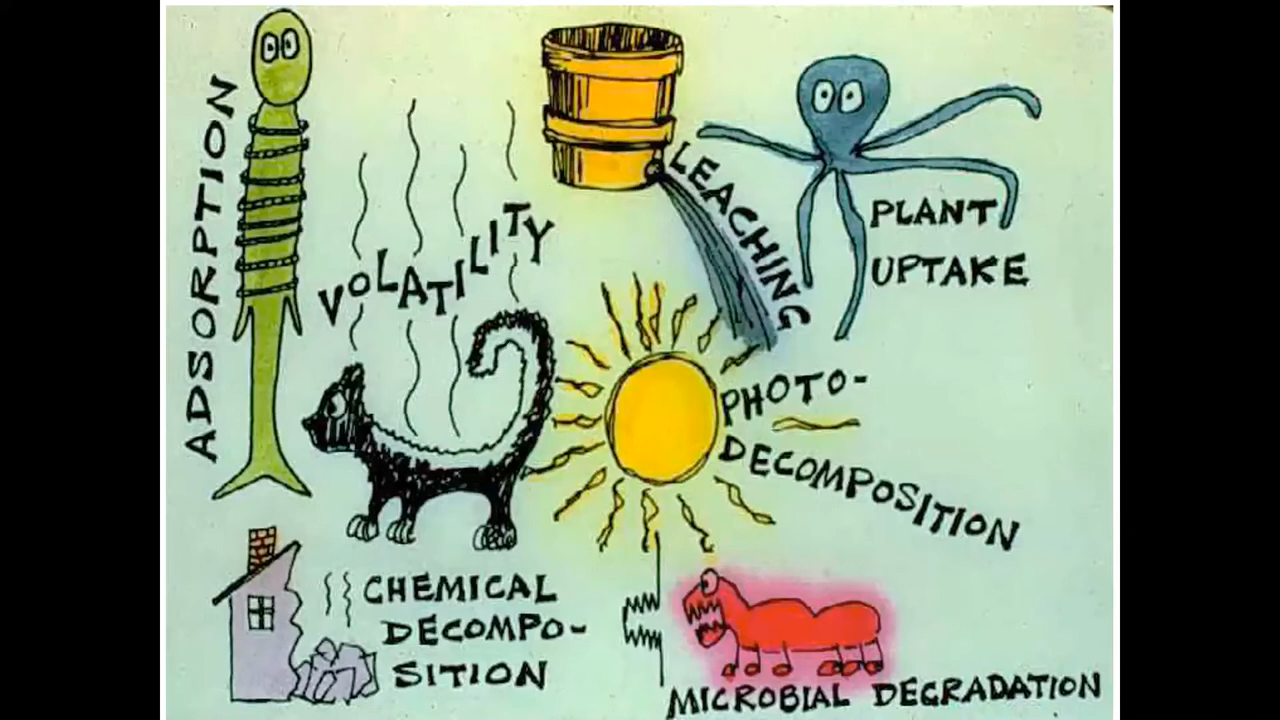 ADSORPTION
VOLATILITY
LEACHING
PLANT
UPTAKE
PHOTO-
DECOMPOSITION
CHEMICAL
DECOMPO-
SITION
MICROBIAL DEGRADATION